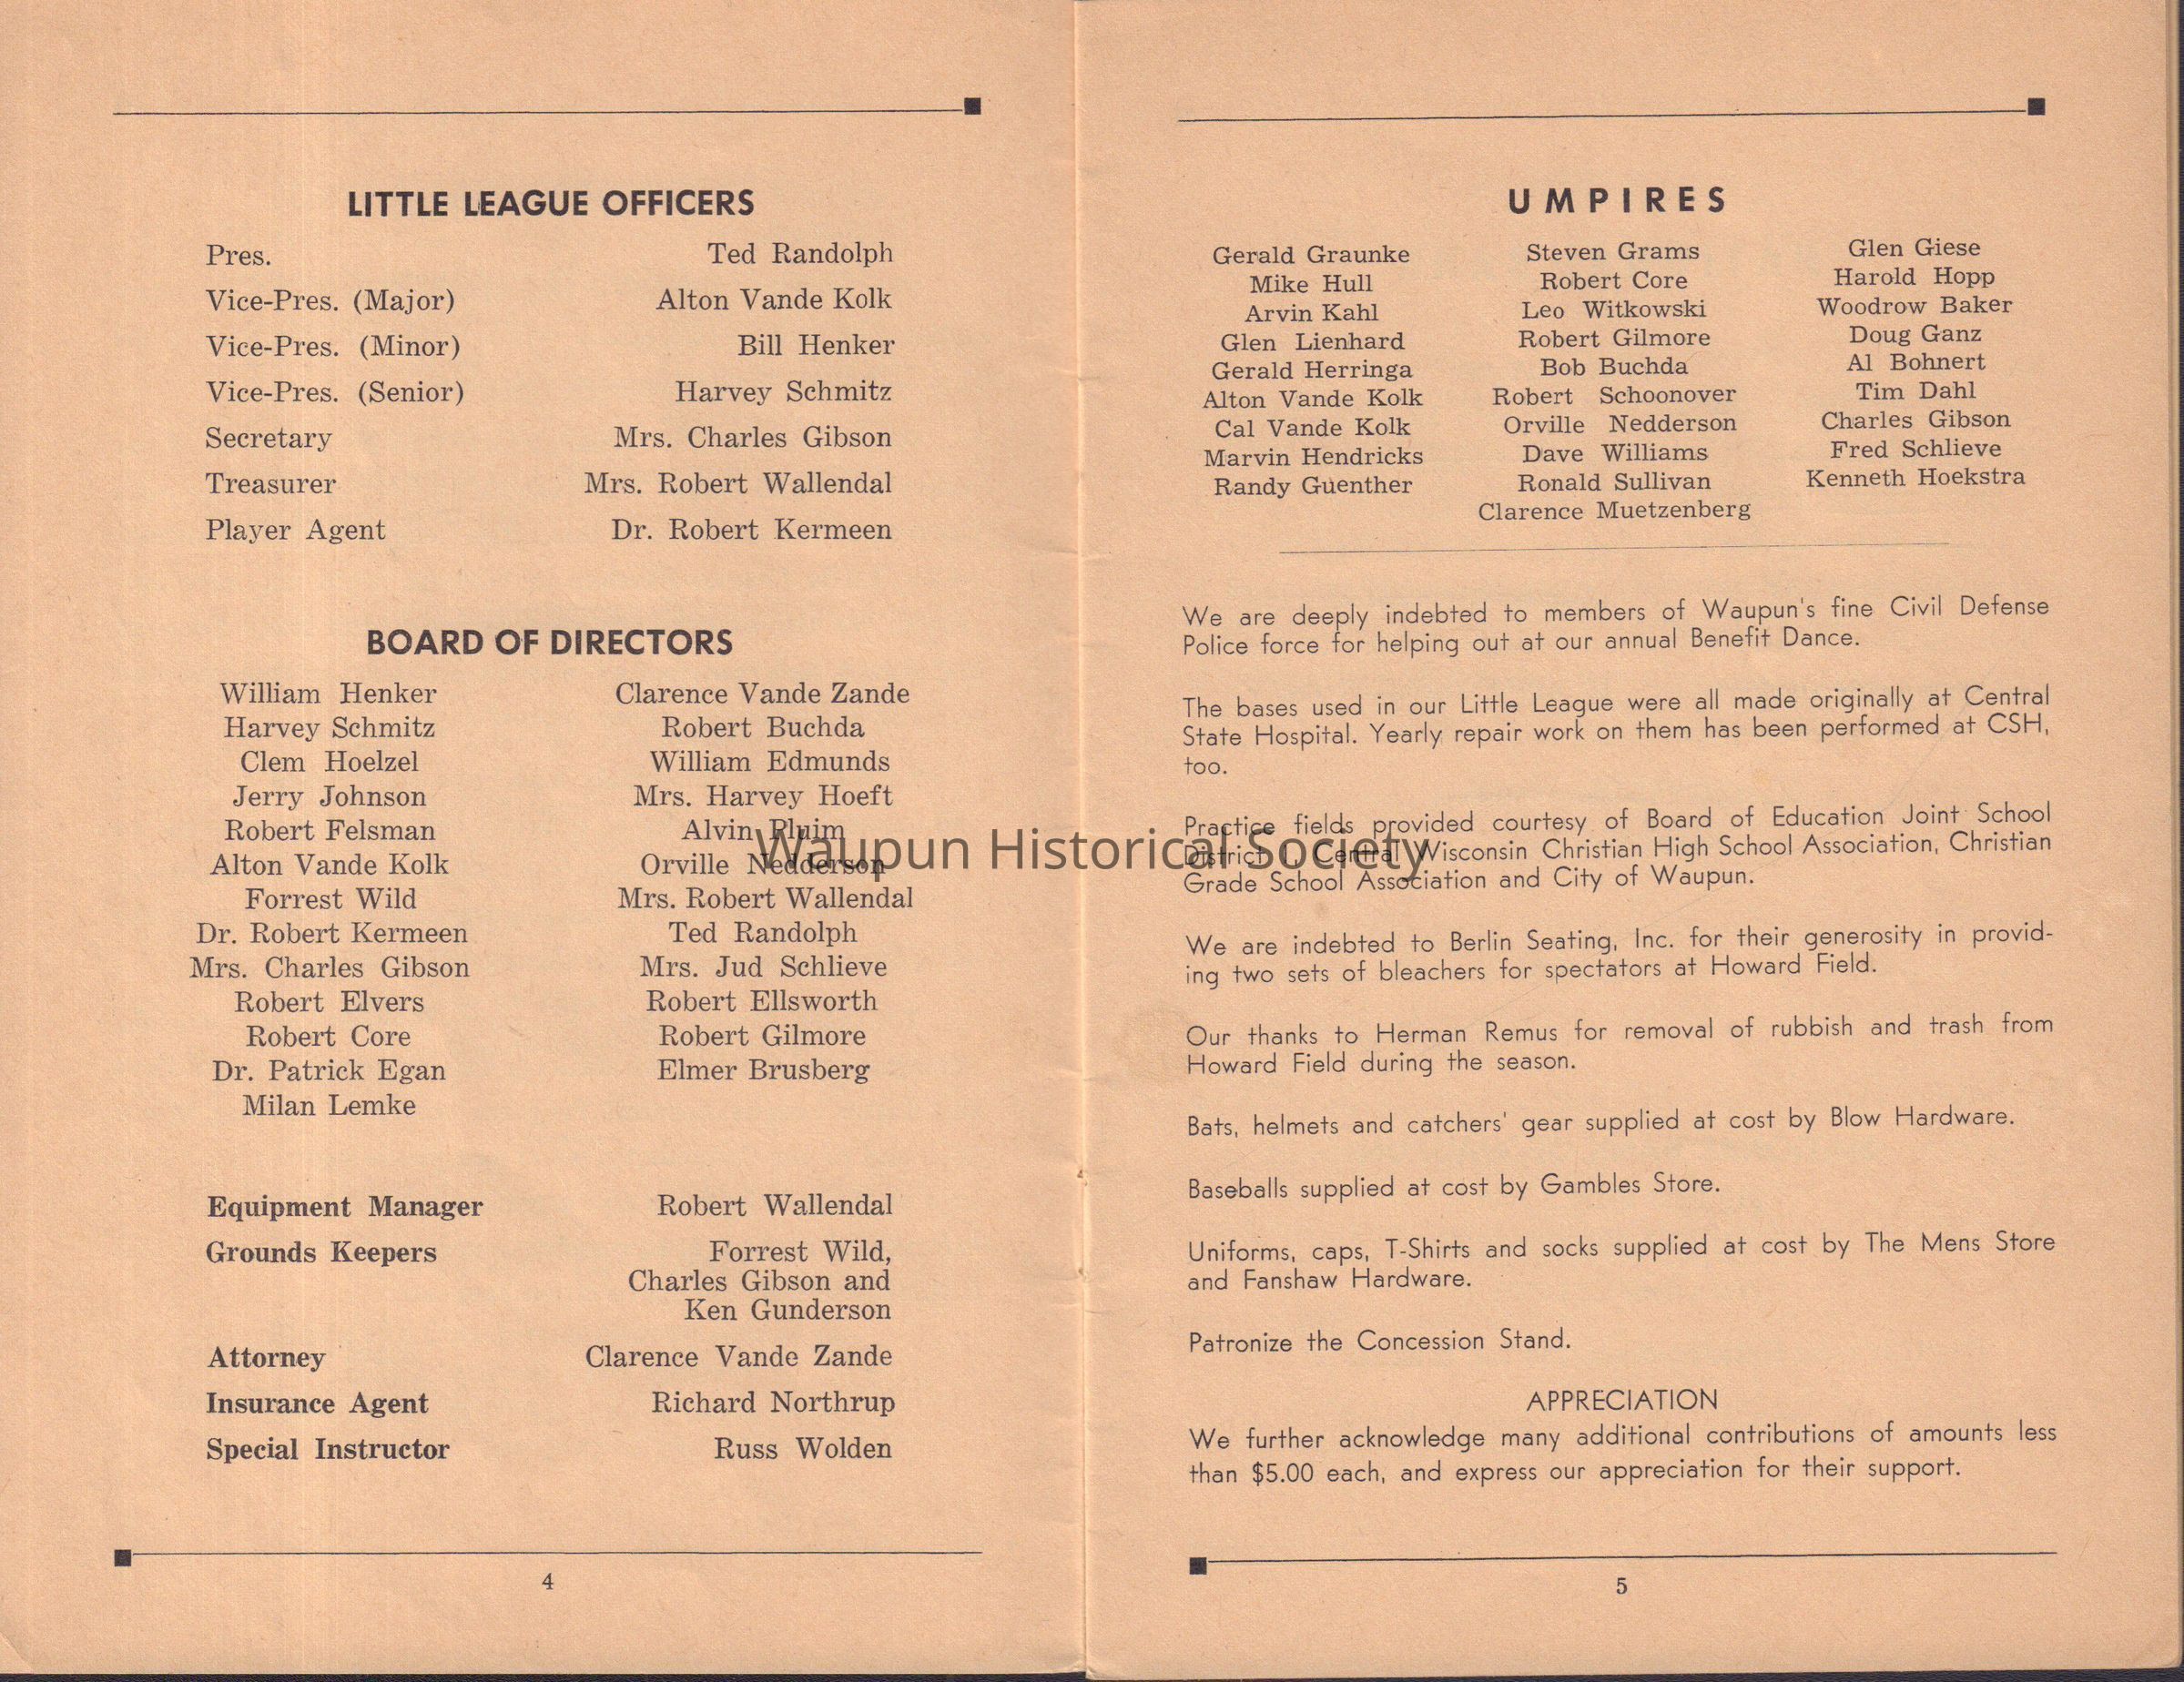 LITTLE LEAGUE OFFICERS
Pres. Ted Randolph
Vice-Pres. (Major) Alton Vande Kolk
Vice-Pres. (Minor) Bill Henker
Vice-Pres. (Senior) Harvey Schmitz
Secretary Mrs. Charles Gibson
Treasurer Mrs. Robert Wallendal
Player Agent Dr. Robert Kermeen
BOARD OF DIRECTORS
William Henker Clarence Vande Zande
Harvey Schmitz Robert Buchda
Clem Hoelzel William Edmunds
Jerry Johnson Mrs. Harvey Hoeft
Robert Felsman Alvin Pluim
Alton Vande Kolk Orville Nedderson
Forrest Wild Mrs. Robert Wallendal
Dr. Robert Kermeen Ted Randolph
Mrs. Charles Gibson Mrs. Jud Schlieve
Robert Elvers Robert Ellsworth
Robert Core Robert Gilmore
Dr. Patrick Egan Elmer Brusberg
Milan Lemke
Equipment Manager Robert Wallendal
Grounds Keepers Forrest Wild,
Charles Gibson and
Ken Gunderson
Attorney Clarence Vande Zande
Insurance Agent Richard Northrup
Special Instructor Russ Wolden
4
UMPIRES
Gerald Graunke Steven Grams Glen Giese
Mike Hull Robert Core Harold Hopp
Arvin Kahl Leo Witkowski Woodrow Baker
Glen Lienhard Robert Gilmore Doug Ganz
Gerald Herringa Bob Buchda Al Bohnert
Alton Vande Kolk Robert Schoonover Tim Dahl
Cal Vande Kolk Orville Nedderson Charles Gibson
Marvin Hendricks Dave Williams Fred Schlieve
Randy Guenther Ronald Sullivan Kenneth Hoekstra
Clarence Muetzenberg
We are deeply indebted to members of Waupun's fine Civil Defense
Police force for helping out at our annual Benefit Dance.
The bases used in our Little League were all made originally at Central
State Hospital. Yearly repair work on them has been performed at CSH,
too.
Practice fields provided courtesy of Board of Education Joint School
District Central Wisconsin Christian High School Association, Christian
Grade School Association and City of Waupun.
We are indebted to Berlin Seating, Inc. for their generosity in provid-
ing two sets of bleachers for spectators at Howard Field.
Our thanks to Herman Remus for removal of rubbish and trash from
Howard Field during the season.
Bats, helmets and catchers' gear supplied at cost by Blow Hardware.
Baseballs supplied at cost by Gambles Store.
Uniforms, caps, T-Shirts and socks supplied at cost by The Mens Store
and Fanshaw Hardware.
Patronize the Concession Stand.
APPRECIATION
We further acknowledge many additional contributions of amounts less
than $5.00 each, and express our appreciation for their support.
5
Waupun Historical Society